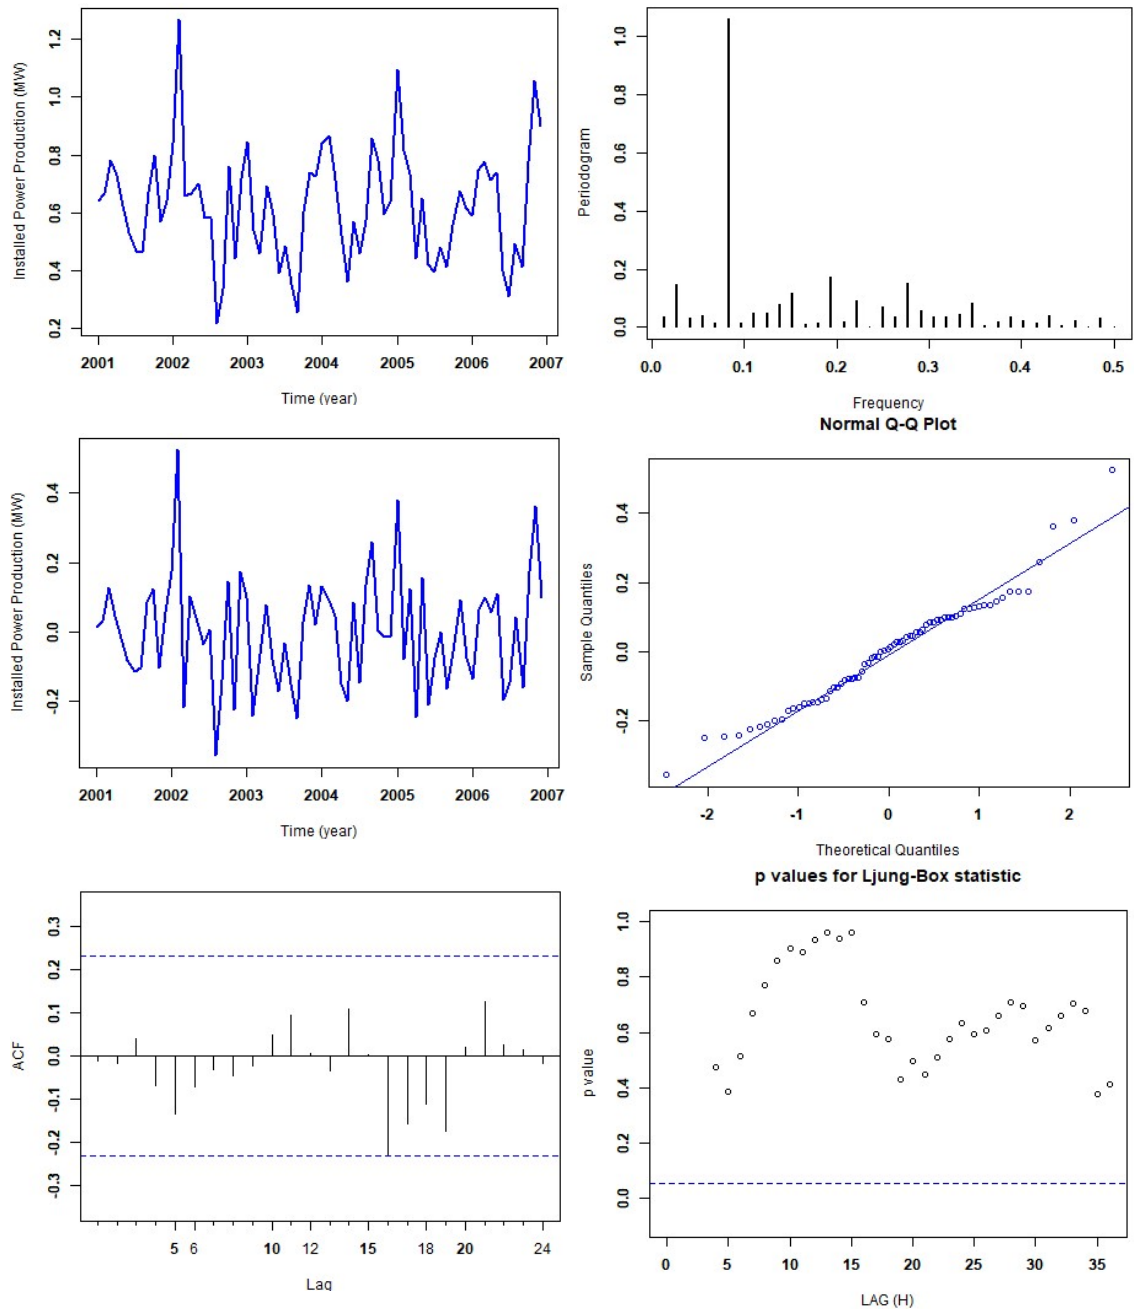 Installed Power Production (MW)
1.2
1.0
0.8
0.6
0.4
0.2
2001 2002 2003 2004 2005 2006 2007
Time (year)
Periodogram
1.0
0.8
0.6
0.4
0.2
0.0
0.0 0.1 0.2 0.3 0.4 0.5
Frequency
Installed Power Production (MW)
0.4
0.2
0.0
-0.2
2001 2002 2003 2004 2005 2006 2007
Time (year)
Normal Q-Q Plot
Sample Quantiles
0.4
0.2
0.0
-0.2
-2 -1 0 1 2
Theoretical Quantiles
ACF
0.3
0.2
0.1
0.0
-0.1
-0.2
-0.3
5 6 10 12 15 18 20 24
Lag
p values for Ljung-Box statistic
p value
1.0
0.8
0.6
0.4
0.2
0.0
0 5 10 15 20 25 30 35
LAG (H)